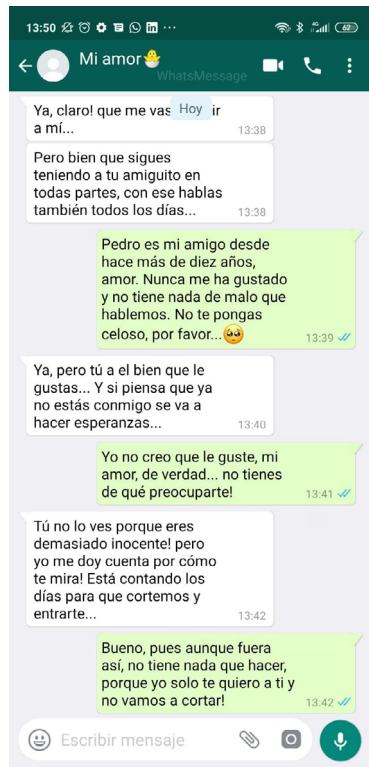 13:50
62
Mi amor🐣
WhatsMessage
Hoy
Ya, claro! que me vas ir
a mí...
13:38
Pero bien que sigues
teniendo a tu amiguito en
todas partes, con ese hablas
también todos los días...
13:38
Pedro es mi amigo desde
hace más de diez años,
amor. Nunca me ha gustado
y no tiene nada de malo que
hablemos. No te pongas
celoso, por favor...🥺
13:39
Ya, pero tú a el bien que le
gustas... Y si piensa que ya
no estás conmigo se va a
hacer esperanzas...
13:40
Yo no creo que le guste, mi
amor, de verdad... no tienes
de qué preocuparte!
13:41
Tú no lo ves porque eres
demasiado inocente! pero
yo me doy cuenta por cómo
te mira! Está contando los
días para que cortemos y
entrarte...
13:42
Bueno, pues aunque fuera
así, no tiene nada que hacer,
porque yo solo te quiero a ti y
no vamos a cortar!
13:42
Escribir mensaje